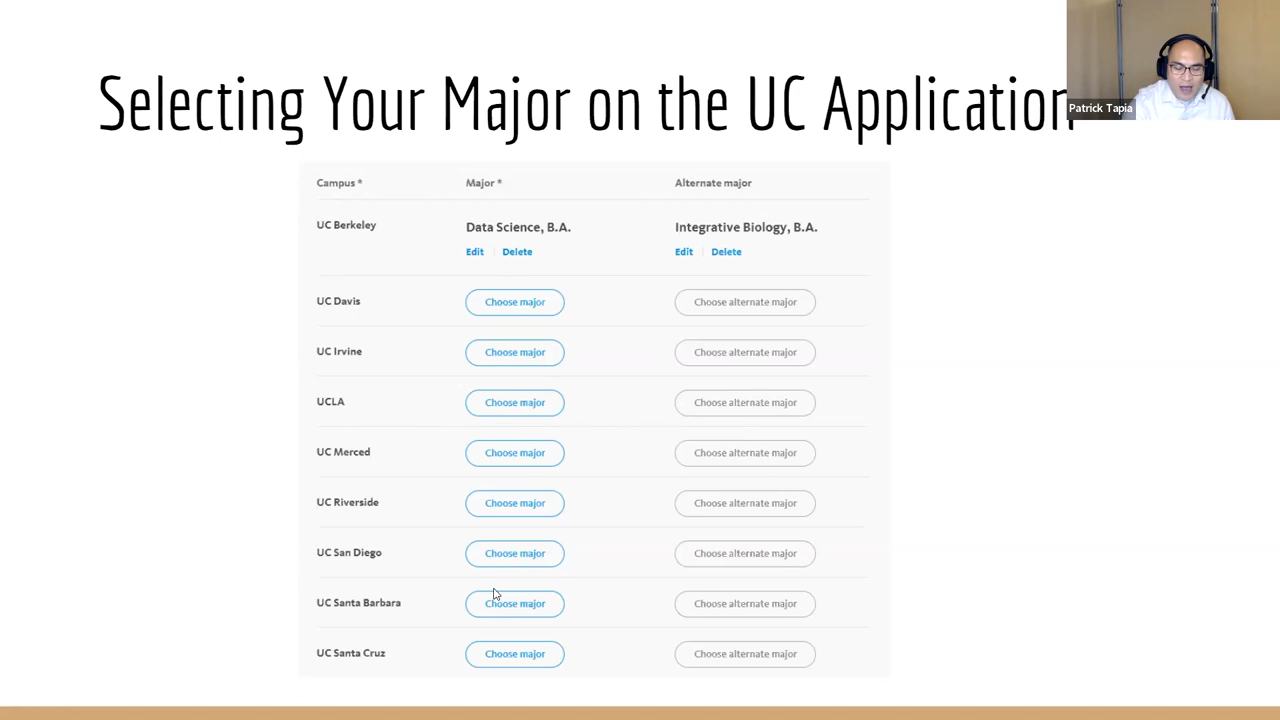 Selecting Your Major on the UC Application
Patrick Tapia
Campus * Major * Alternate major
UC Berkeley Data Science, B.A. Integrative Biology, B.A.
Edit Delete Edit Delete
UC Davis Choose major Choose alternate major
UC Irvine Choose major Choose alternate major
UCLA Choose major Choose alternate major
UC Merced Choose major Choose alternate major
UC Riverside Choose major Choose alternate major
UC San Diego Choose major Choose alternate major
UC Santa Barbara Choose major Choose alternate major
UC Santa Cruz Choose major Choose alternate major